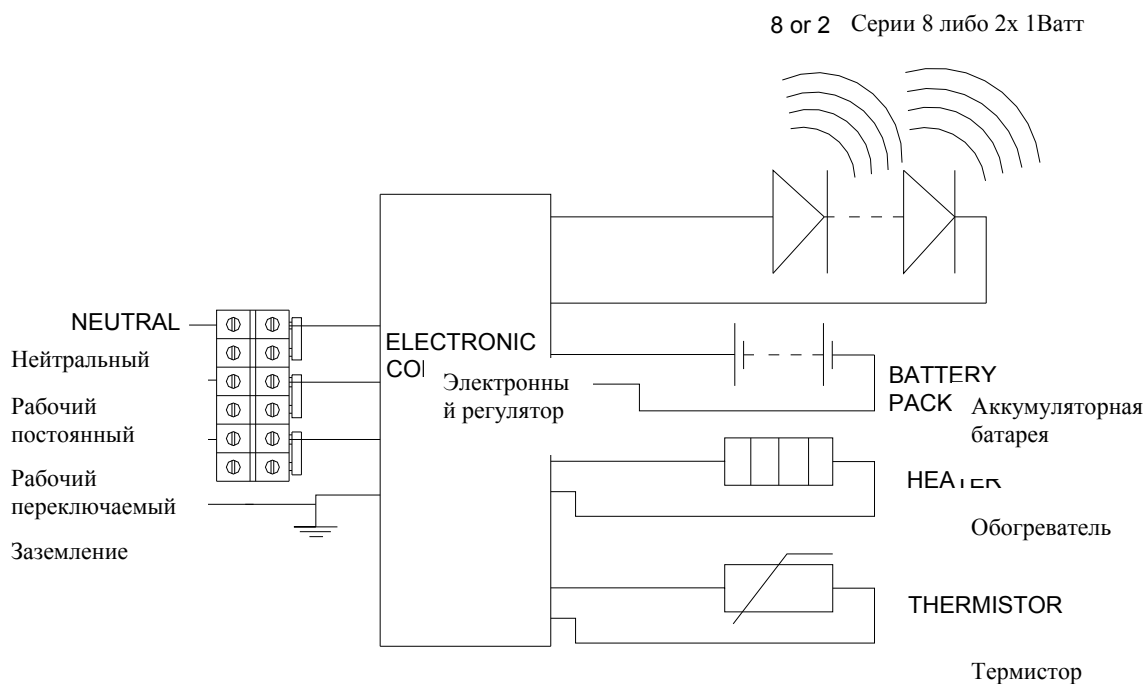 8 or 2 Серии 8 либо 2х 1Ватт
NEUTRAL
Нейтральный
Рабочий
постоянный
Рабочий
переключаемый
Заземление
ELECTRONIC
Электронны
й регулятор
BATTERY
PACK
Аккумуляторная
батарея
HEATER
Обогреватель
THERMISTOR
Термистор